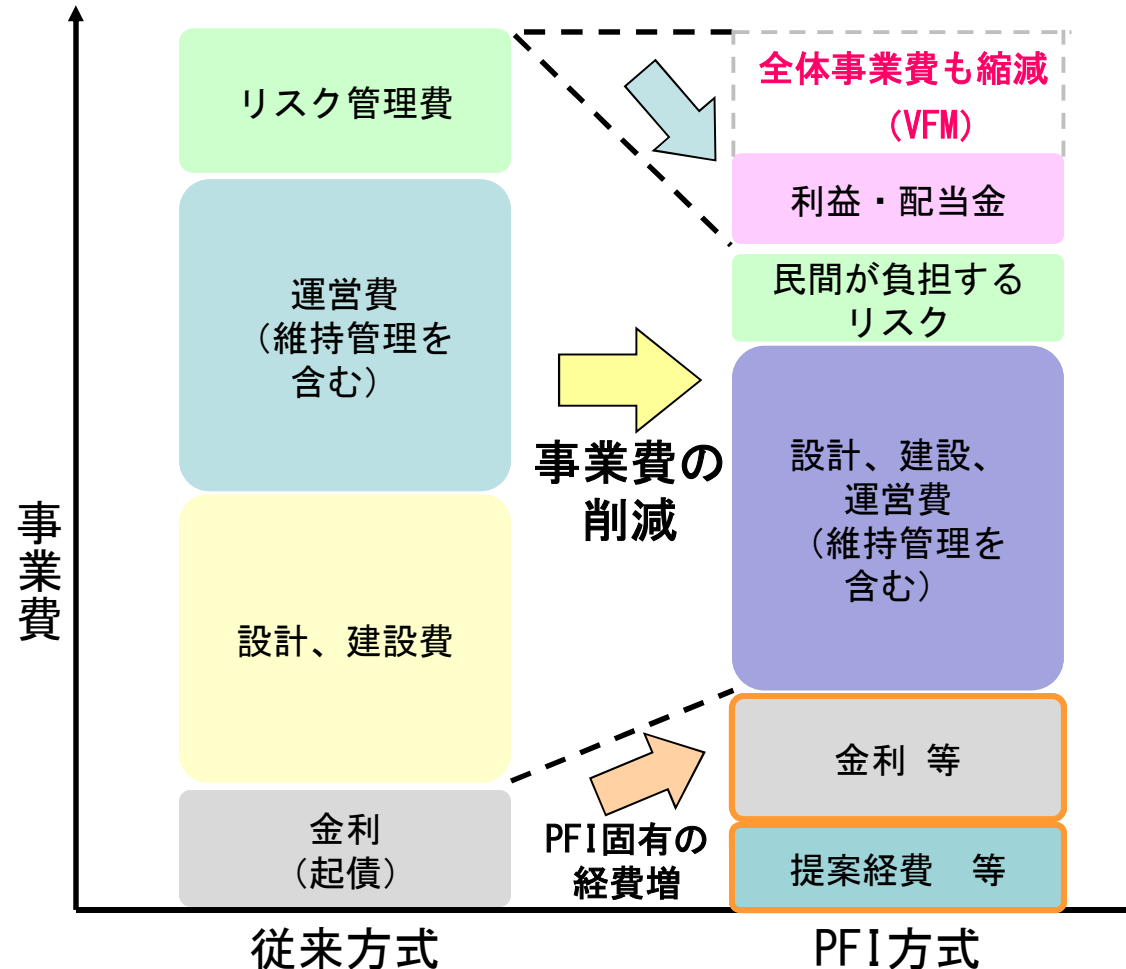 事業費
リスク管理費
運営費
（維持管理を
含む）
設計、建設費
金利
（起債）
従来方式
事業費の
削減
PFI固有の
経費増
全体事業費も縮減
（VFM）
利益・配当金
民間が負担する
リスク
設計、建設、
運営費
（維持管理を
含む）
金利 等
提案経費　等
PFI方式